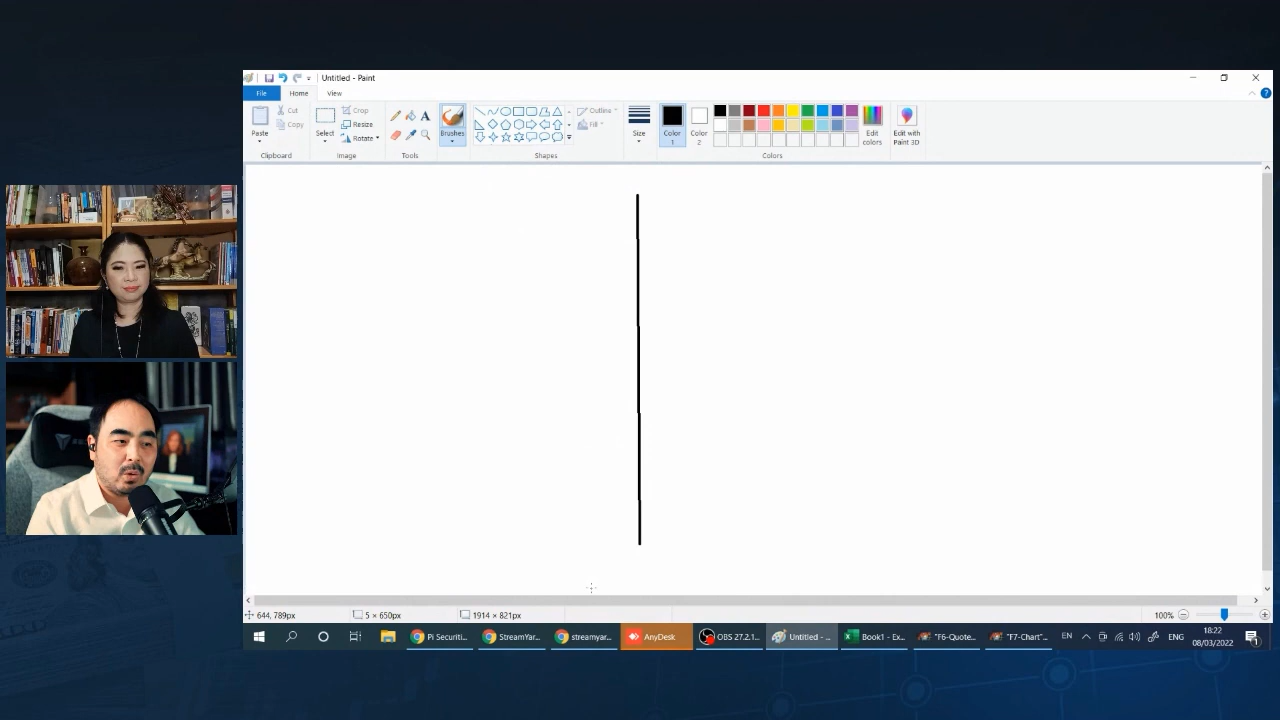 Untitled - Paint
File
Home
View
Paste
Cut
Copy
Clipboard
Select
Crop
Resize
Rotate
Image
A
Tools
Brushes
Outline
Fill
Shapes
Size
Color
1
Color
2
Edit
colors
Edit with
Paint 3D
Colors
644, 789px
5 × 650px
1914 × 821px
100%
Pi Securiti...
StreamYar...
streamyar...
AnyDesk
OBS 27.2.1...
Untitled - ...
Book1 - Ex...
"F6-Quote...
"F7-Chart"...
EN
ENG
18:22
08/03/2022
1